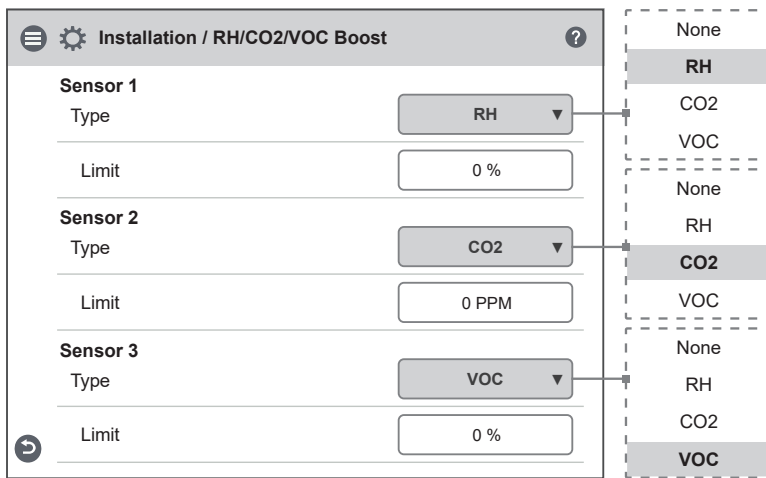 Installation / RH/CO2/VOC Boost
?
Sensor 1
Type
RH ▼
Limit
0 %
Sensor 2
Type
CO2 ▼
Limit
0 PPM
Sensor 3
Type
VOC ▼
Limit
0 %
None
RH
CO2
VOC
None
RH
CO2
VOC
None
RH
CO2
VOC